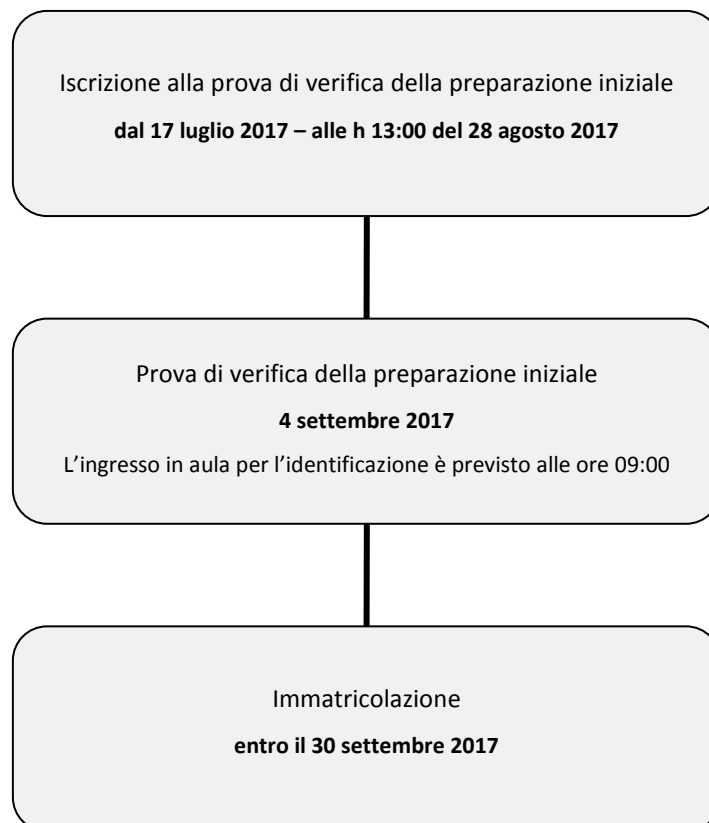 Iscrizione alla prova di verifica della preparazione iniziale
dal 17 luglio 2017 – alle h 13:00 del 28 agosto 2017
Prova di verifica della preparazione iniziale
4 settembre 2017
L’ingresso in aula per l’identificazione è previsto alle ore 09:00
Immatricolazione
entro il 30 settembre 2017